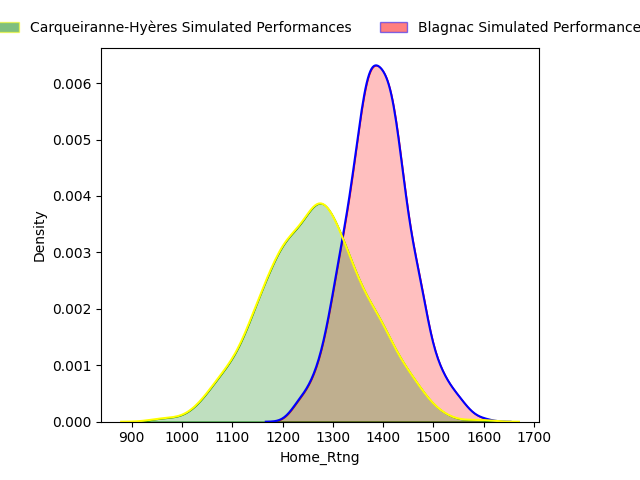 Carqueiranne-Hyères Simulated Performances
Blagnac Simulated Performance
0.006
0.005
0.004
0.003
0.002
0.001
0.000
Density
900 1000 1100 1200 1300 1400 1500 1600 1700
Home_Rtng